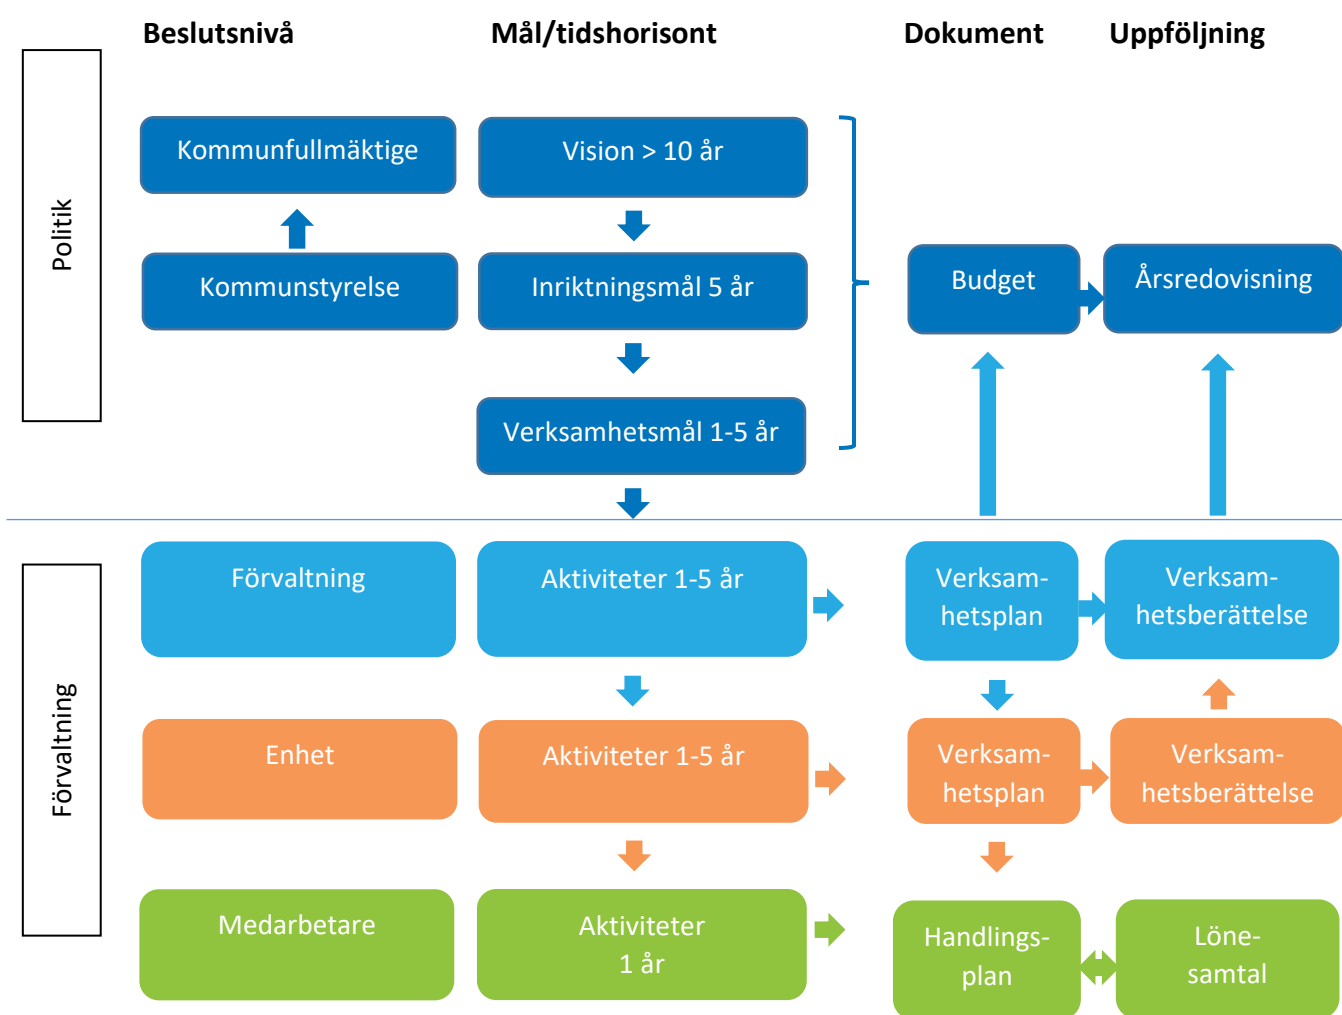 Beslutsnivå
Mål/tidshorisont
Dokument
Uppföljning
Politik
Kommunfullmäktige
Vision > 10 år
Kommunstyrelse
Inriktningsmål 5 år
Budget
Årsredovisning
Verksamhetsmål 1-5 år
Förvaltning
Förvaltning
Aktiviteter 1-5 år
Verksam-
hetsplan
Verksam-
hetsberättelse
Enhet
Aktiviteter 1-5 år
Verksam-
hetsplan
Verksam-
hetsberättelse
Medarbetare
Aktiviteter
1 år
Handlings-
plan
Löne-
samtal